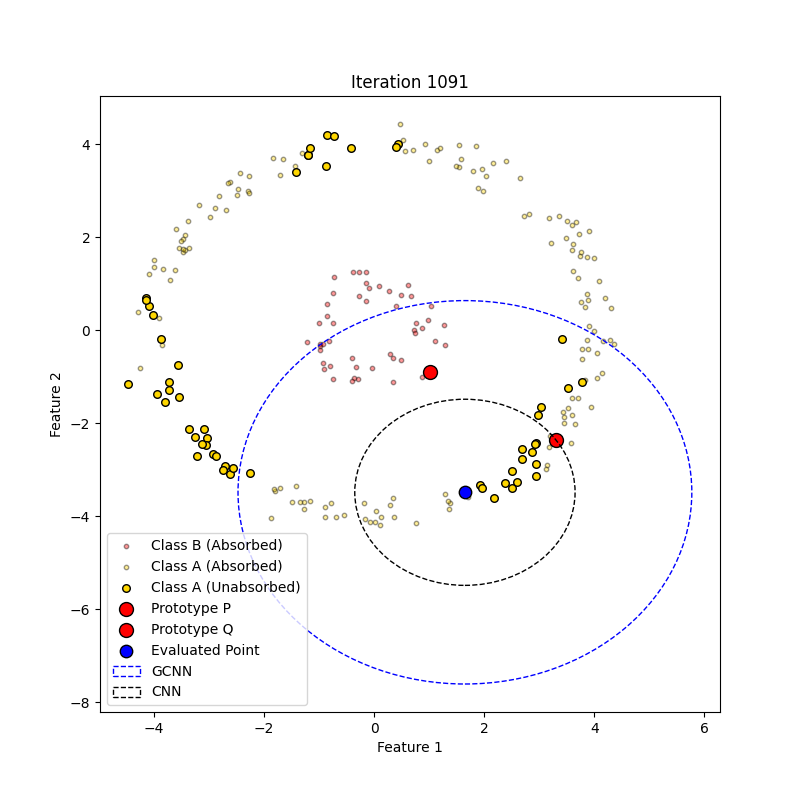 Iteration 1091
4
2
0
−2
−4
−6
−8
Feature 2
Class B (Absorbed)
Class A (Absorbed)
Class A (Unabsorbed)
Prototype P
Prototype Q
Evaluated Point
GCNN
CNN
−4 −2 0 2 4 6
Feature 1